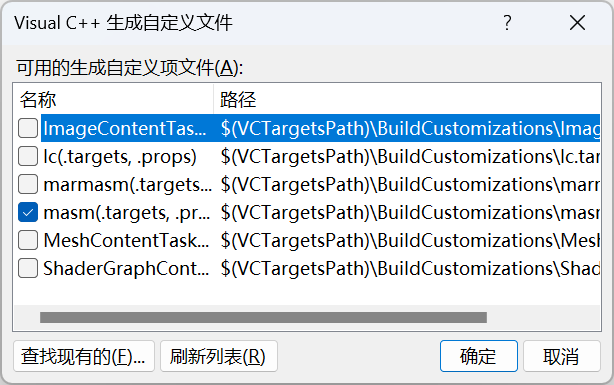 Visual C++ 生成自定义文件
可用的生成自定义项文件(A):
名称 路径
ImageContentTas... $(VCTargetsPath)\BuildCustomizations\Imag
lc(.targets, .props) $(VCTargetsPath)\BuildCustomizations\lc.tar
marmasm(.targets... $(VCTargetsPath)\BuildCustomizations\marn
masm(.targets, .pr... $(VCTargetsPath)\BuildCustomizations\masn
MeshContentTask... $(VCTargetsPath)\BuildCustomizations\Mesh
ShaderGraphCont... $(VCTargetsPath)\BuildCustomizations\Shad
查找现有的(F)... 刷新列表(R) 确定 取消